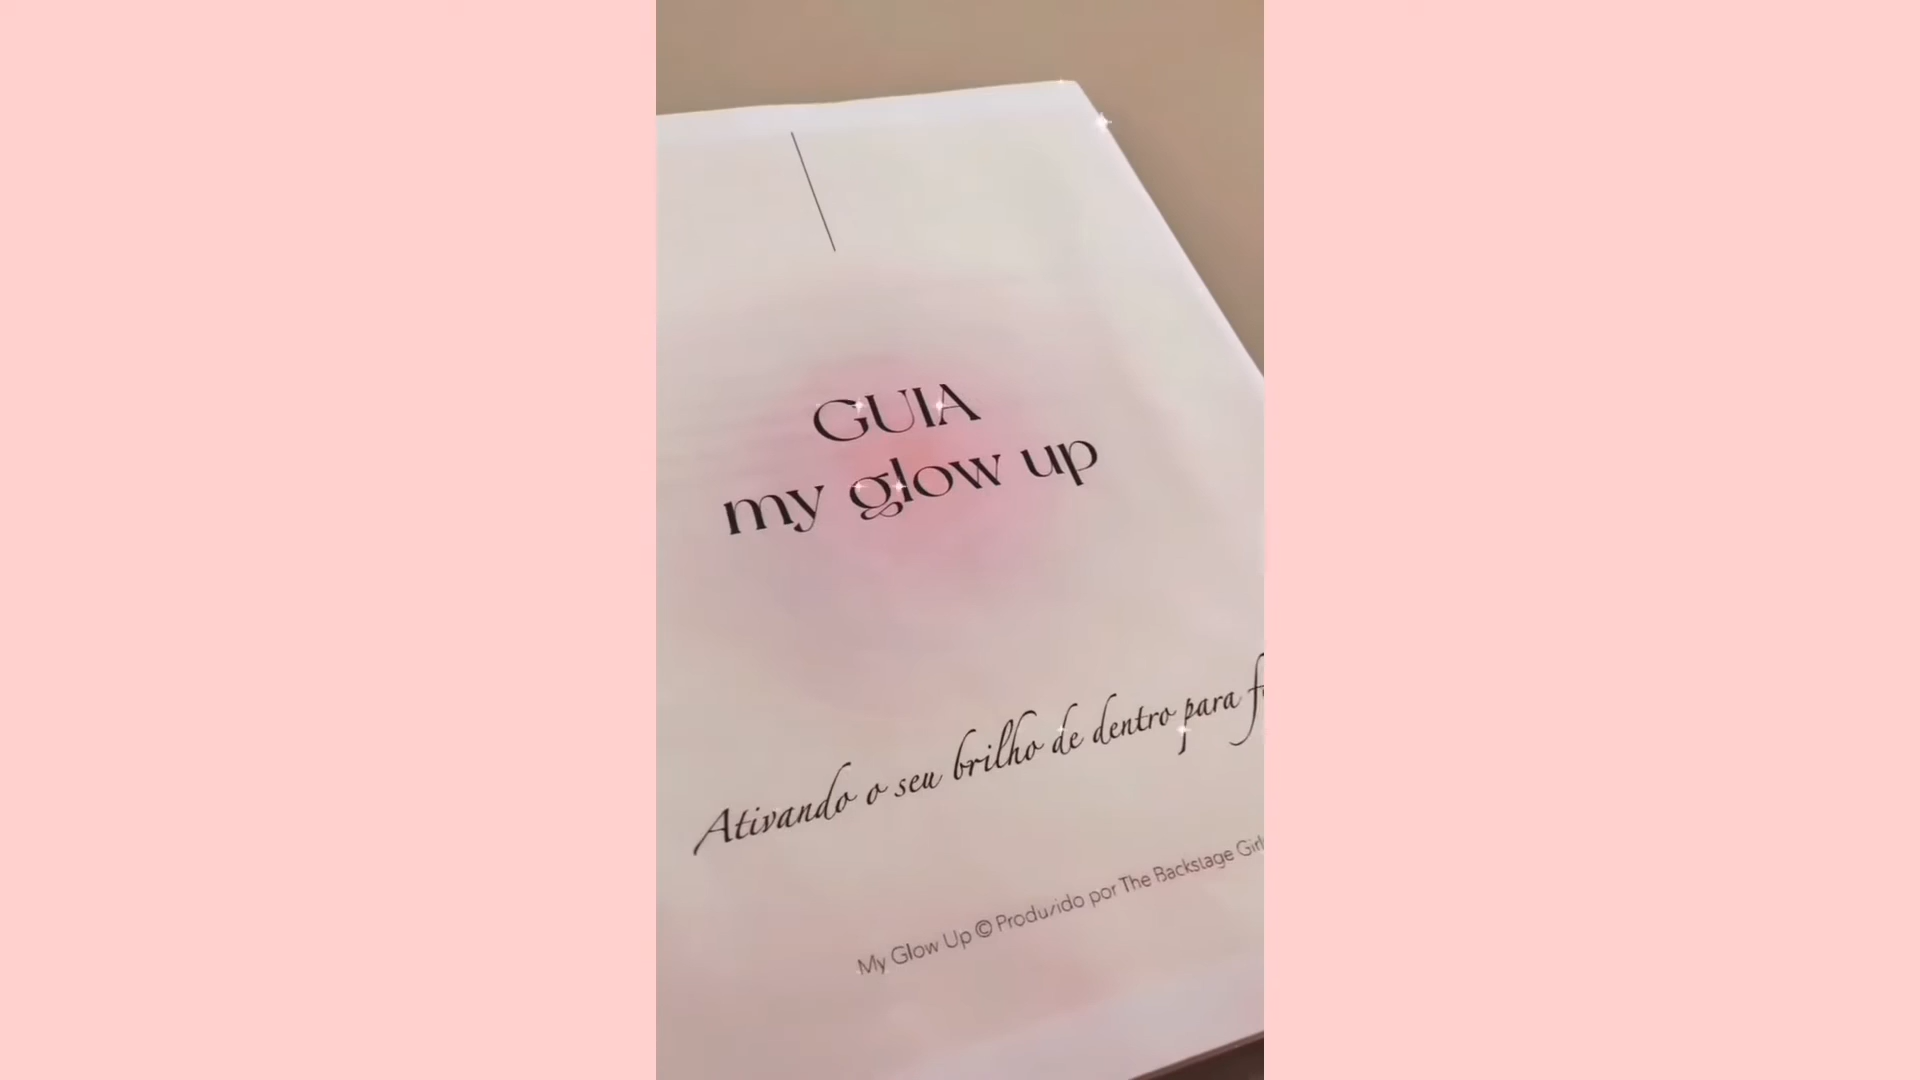 GUIA
my glow up
Ativando o seu brilho de dentro para
My Glow Up © Produzido por The Backstage